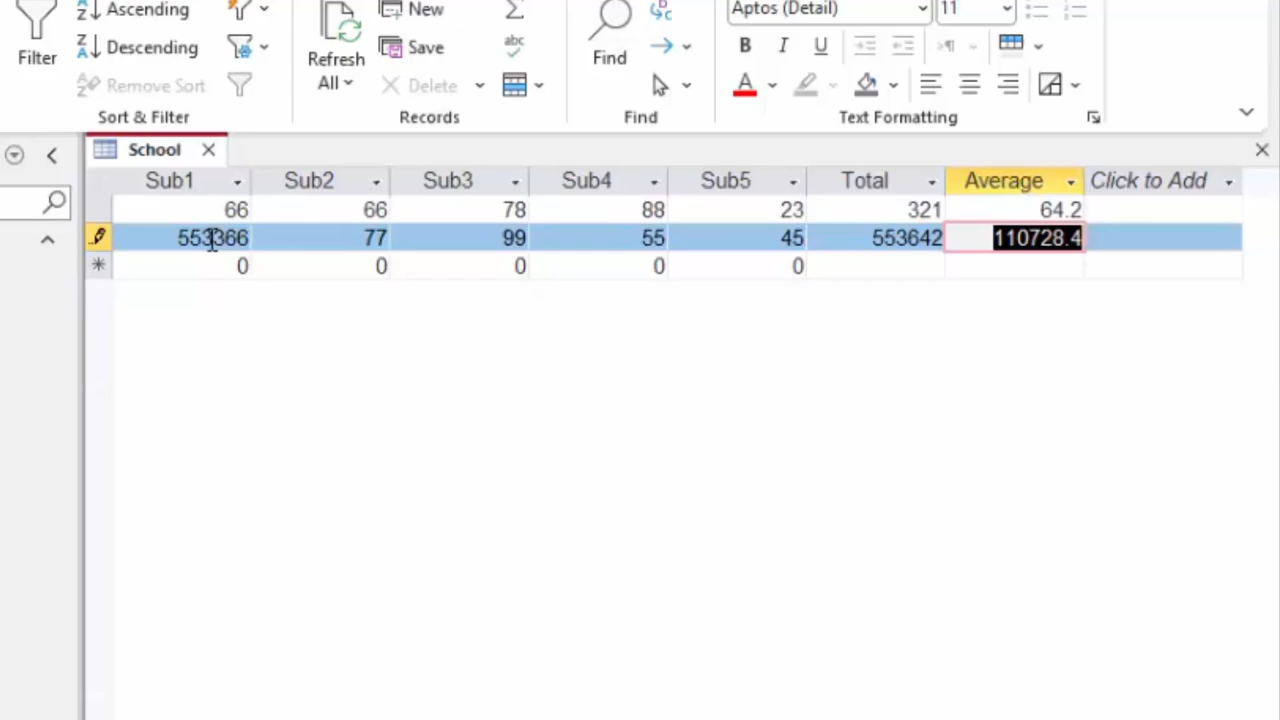 Ascending
New
Aptos (Detail)
11
Filter
Descending
Refresh
All
Save
abc
Find
B I U
Remove Sort
Delete
A
Sort & Filter
Records
Find
Text Formatting
School
Sub1 Sub2 Sub3 Sub4 Sub5 Total Average Click to Add
66 66 78 88 23 321 64.2
553366 77 99 55 45 553642 110728.4
* 0 0 0 0 0